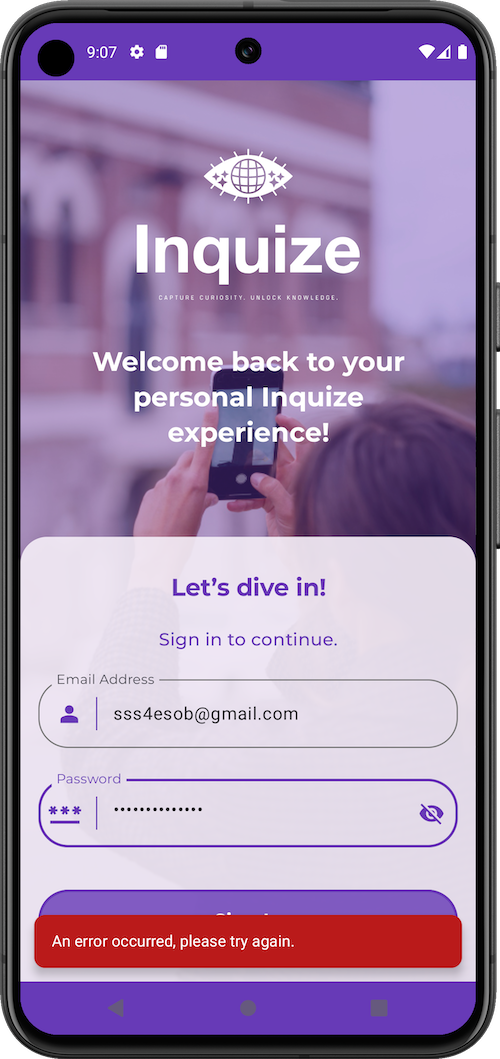 9:07
Inquize
CAPTURE CURIOSITY. UNLOCK KNOWLEDGE.
Welcome back to your
personal Inquize
experience!
Let's dive in!
Sign in to continue.
Email Address
sss4esob@gmail.com
Password
***
••••••••••••••
An error occurred, please try again.